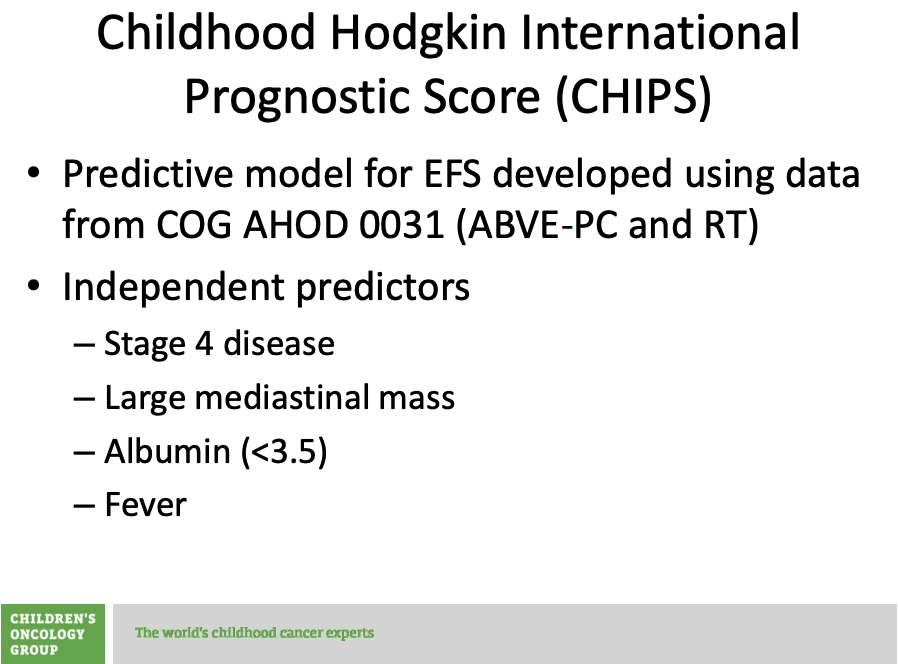 Childhood Hodgkin International
Prognostic Score (CHIPS)
• Predictive model for EFS developed using data
from COG AHOD 0031 (ABVE-PC and RT)
• Independent predictors
– Stage 4 disease
– Large mediastinal mass
– Albumin (<3.5)
– Fever
CHILDREN'S
ONCOLOGY
GROUP
The world's childhood cancer experts